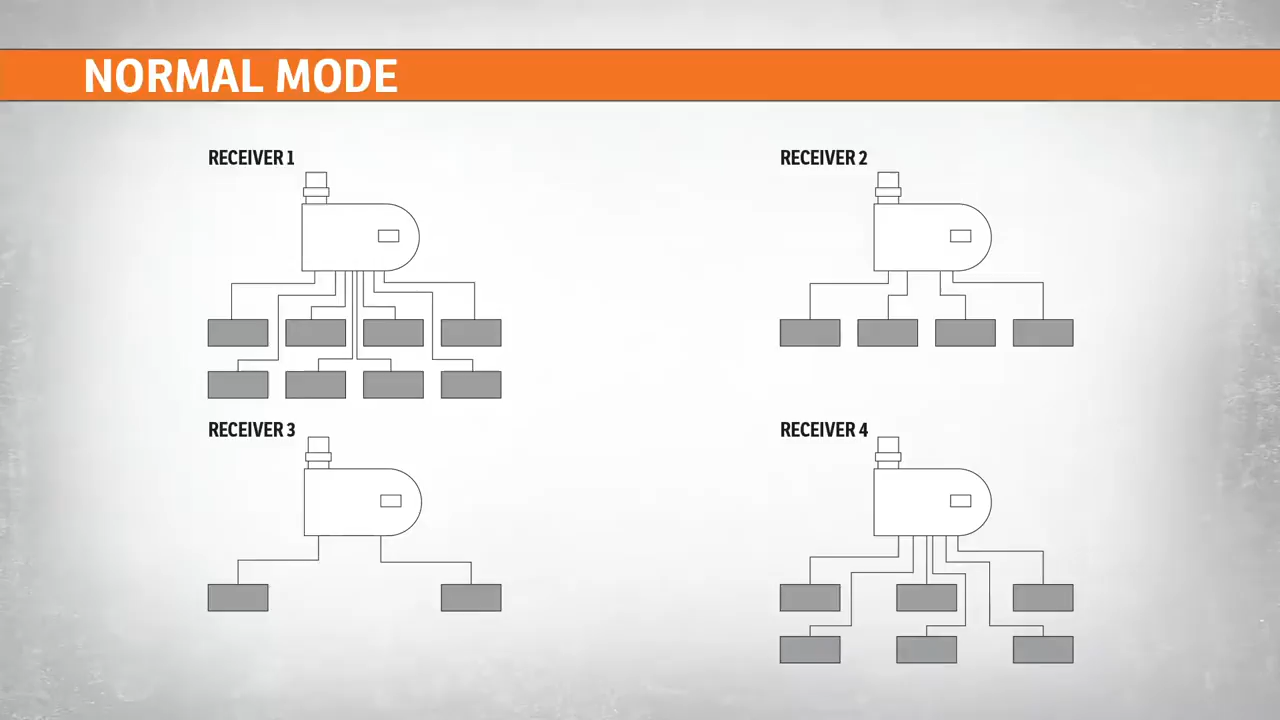 NORMAL MODE
RECEIVER 1
RECEIVER 2
RECEIVER 3
RECEIVER 4